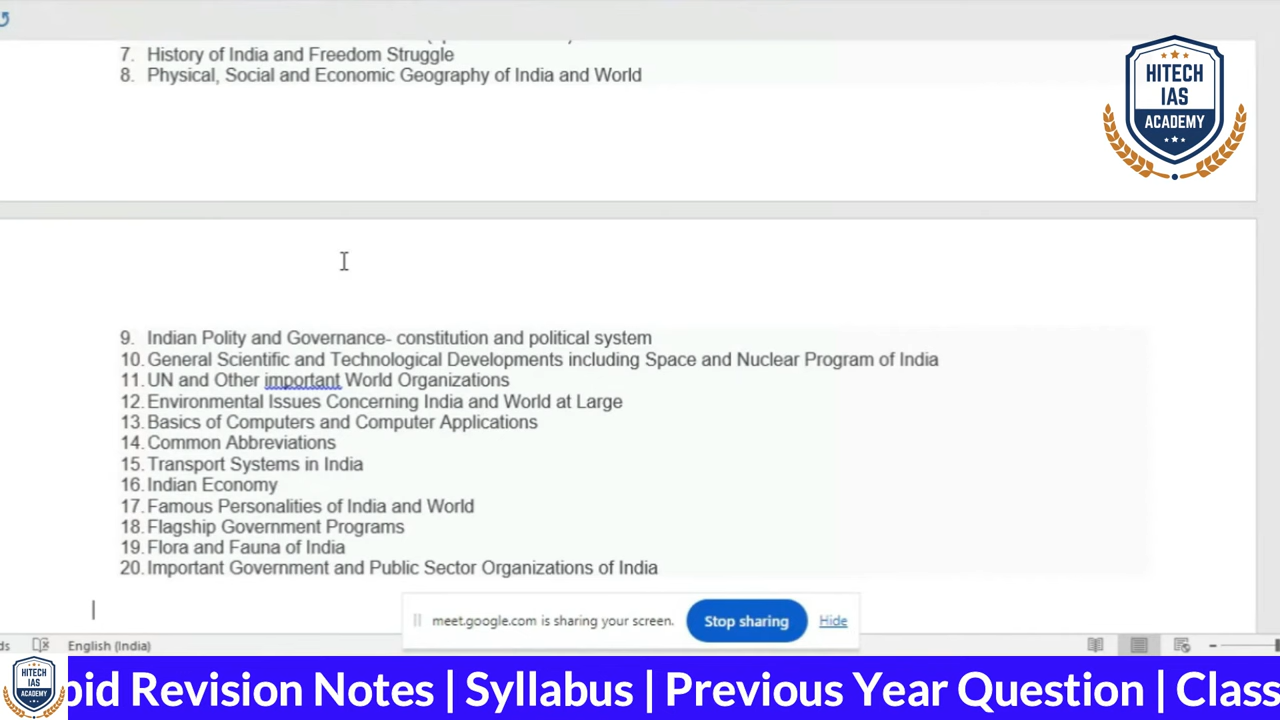 7. History of India and Freedom Struggle
8. Physical, Social and Economic Geography of India and World
HITECH
IAS
ACADEMY
9. Indian Polity and Governance- constitution and political system
10. General Scientific and Technological Developments including Space and Nuclear Program of India
11. UN and Other important World Organizations
12. Environmental Issues Concerning India and World at Large
13. Basics of Computers and Computer Applications
14. Common Abbreviations
15. Transport Systems in India
16. Indian Economy
17. Famous Personalities of India and World
18. Flagship Government Programs
19. Flora and Fauna of India
20. Important Government and Public Sector Organizations of India
meet.google.com is sharing your screen. Stop sharing Hide
English (India)
HITECH
IAS
ACADEMY
Revision Notes | Syllabus | Previous Year Question | Class